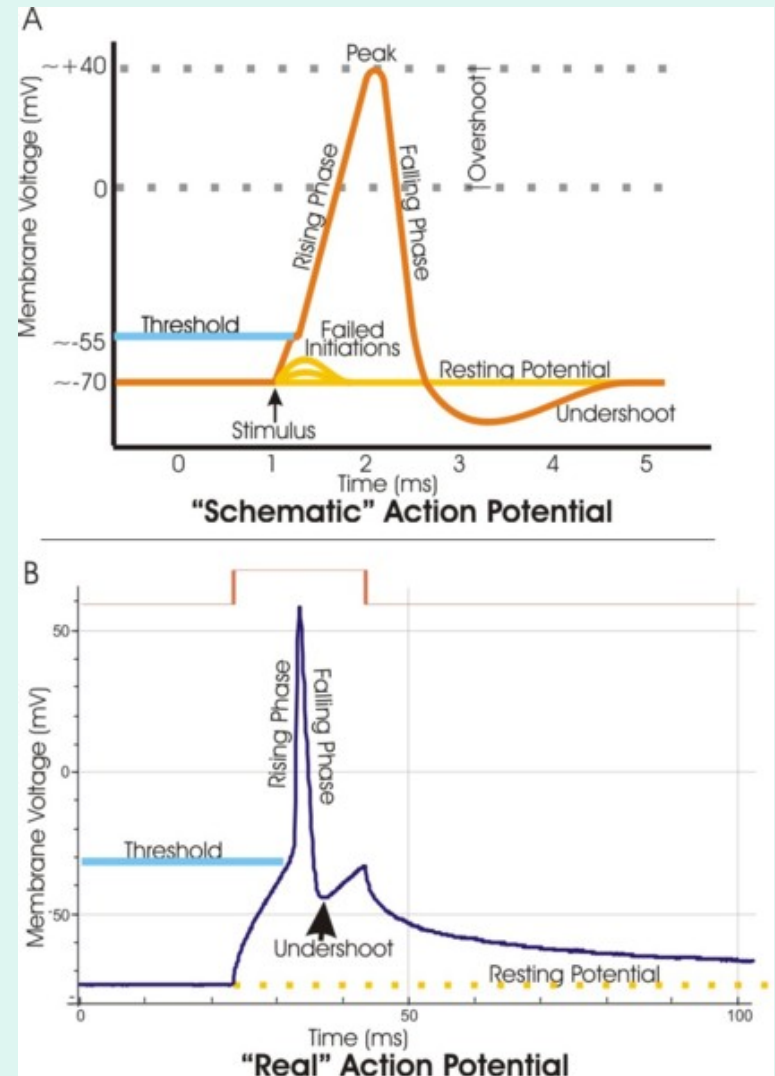 A
Membrane Voltage (mV)
~+40
0
~-55
~-70
Peak
Overshoot
Rising Phase
Falling Phase
Threshold
Failed
Initiations
Resting Potential
Stimulus
Undershoot
0 1 2 3 4 5
Time (ms)
“Schematic” Action Potential
B
Membrane Voltage (mV)
50
0
-50
Rising Phase
Falling Phase
Threshold
Undershoot
Resting Potential
0 50 100
Time (ms)
“Real” Action Potential